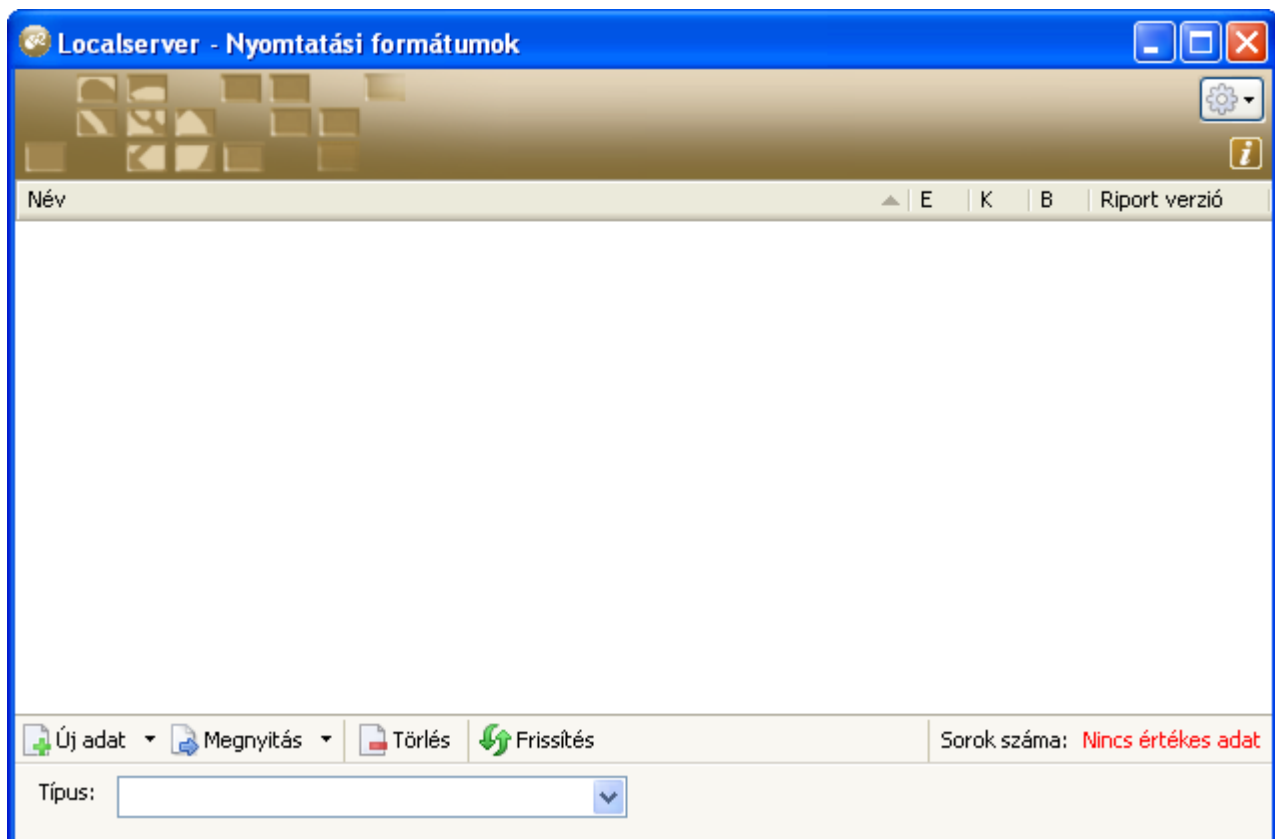 Localserver - Nyomtatási formátumok
Név E K B Riport verzió
Új adat Megnyitás Törlés Frissítés Sorok száma: Nincs értékes adat
Típus: